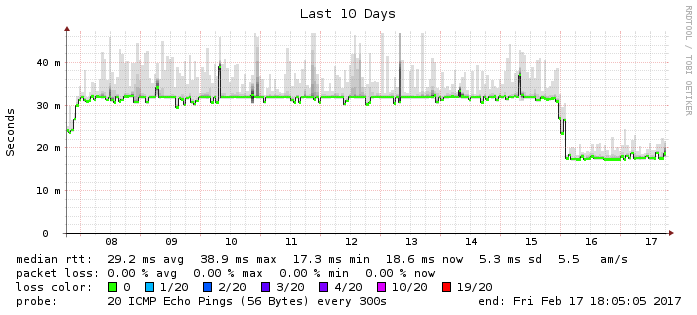 Last 10 Days
RRDTOOL / TOBI OETIKER
Seconds
40 m
30 m
20 m
10 m
0
08 09 10 11 12 13 14 15 16 17
median rtt: 29.2 ms avg 38.9 ms max 17.3 ms min 18.6 ms now 5.3 ms sd 5.5 am/s
packet loss: 0.00 % avg 0.00 % max 0.00 % min 0.00 % now
loss color: 0 1/20 2/20 3/20 4/20 10/20 19/20
probe: 20 ICMP Echo Pings (56 Bytes) every 300s end: Fri Feb 17 18:05:05 2017